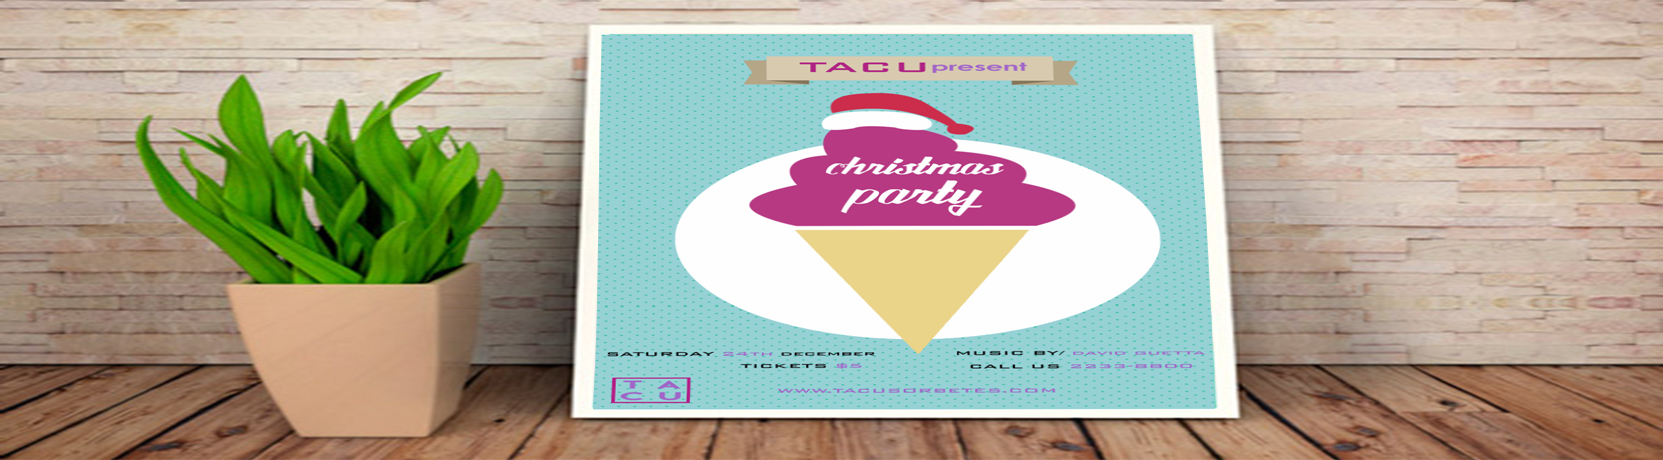 TACU present
christmas
party
SATURDAY 24TH DECEMBER
TICKETS $5
MUSIC BY/ DAVID GUETTA
CALL US 2233-8800
T A
C U
WWW.TACUSORBETES.COM